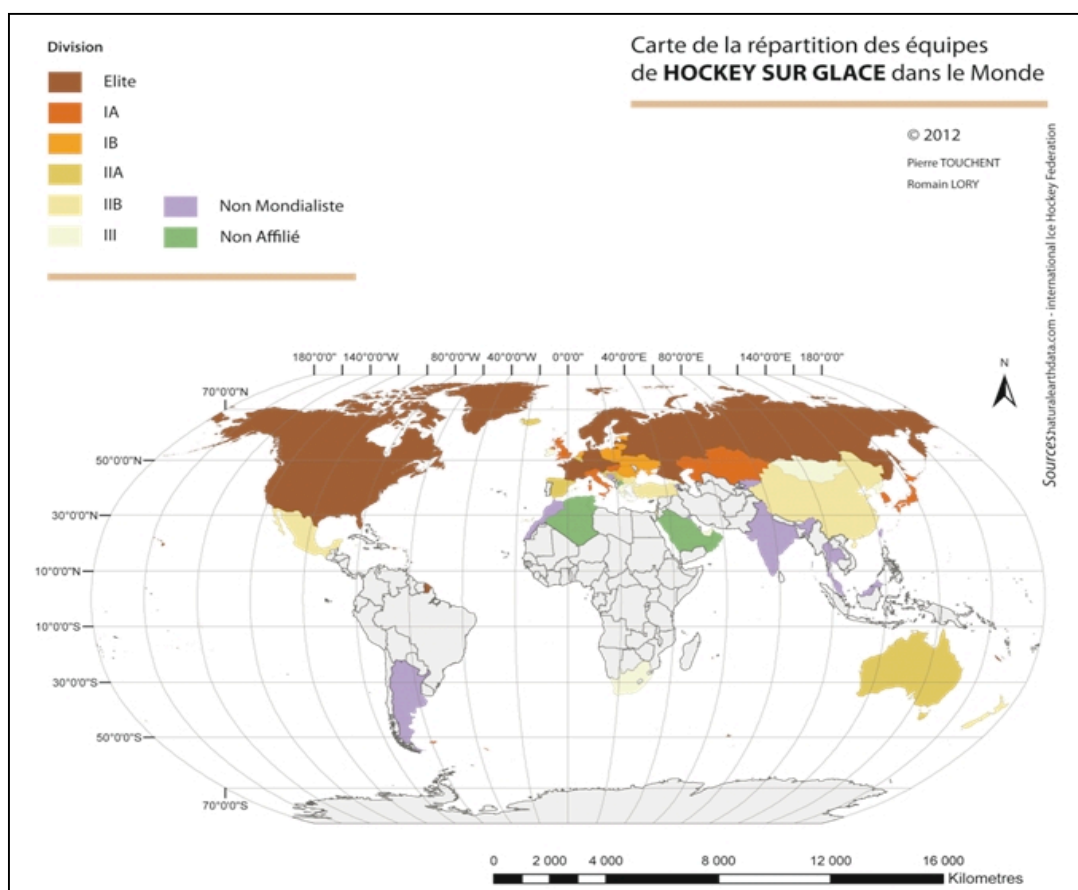 Division
Elite
IA
IB
IIA
IIB
III
Non Mondialiste
Non Affilié
Carte de la répartition des équipes
de HOCKEY SUR GLACE dans le Monde
© 2012
Pierre TOUCHENT
Romain LORY
Sources:naturalearthdata.com - international Ice Hockey Federation
180°0'0" 140°0'0"W 80°0'0"W 40°0'0"W 0°0'0" 40°0'0"E 80°0'0"E 140°0'0"E 180°0'0"
N
70°0'0"N
50°0'0"N
30°0'0"N
10°0'0"N
10°0'0"S
30°0'0"S
50°0'0"S
70°0'0"S
0 2 000 4 000 8 000 12 000 16 000
Kilometres